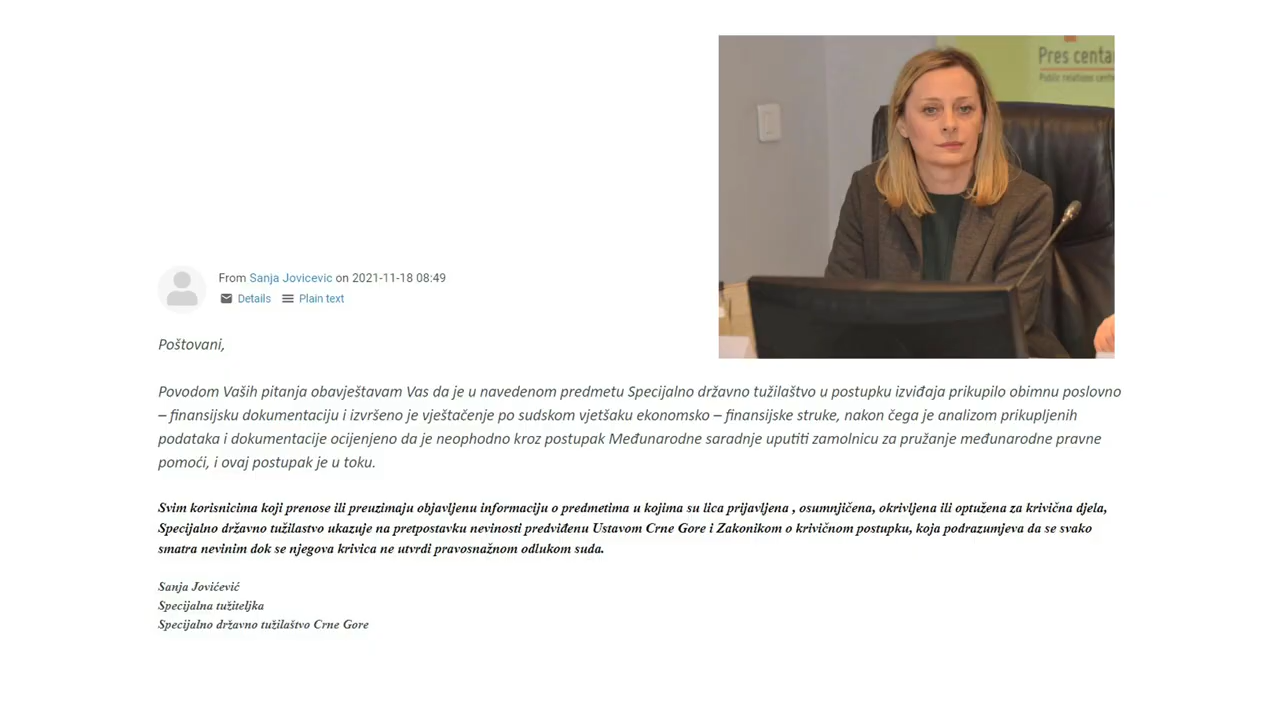 Pres centa
Public relations centre
From Sanja Jovicevic on 2021-11-18 08:49
Details Plain text
Poštovani,
Povodom Vaših pitanja obavještavam Vas da je u navedenom predmetu Specijalno državno tužilaštvo u postupku izviđaja prikupilo obimnu poslovno
– finansijsku dokumentaciju i izvršeno je vještačenje po sudskom vjetšaku ekonomsko – finansijske struke, nakon čega je analizom prikupljenih
podataka i dokumentacije ocijenjeno da je neophodno kroz postupak Međunarodne saradnje uputiti zamolnicu za pružanje međunarodne pravne
pomoći, i ovaj postupak je u toku.
Svim korisnicima koji prenose ili preuzimaju objavljenu informaciju o predmetima u kojima su lica prijavljena , osumnjičena, okrivljena ili optužena za krivična djela,
Specijalno državno tužilastvo ukazuje na pretpostavku nevinosti predviđenu Ustavom Crne Gore i Zakonikom o krivičnom postupku, koja podrazumjeva da se svako
smatra nevinim dok se njegova krivica ne utvrdi pravosnažnom odlukom suda.
Sanja Jovićević
Specijalna tužiteljka
Specijalno državno tužilaštvo Crne Gore